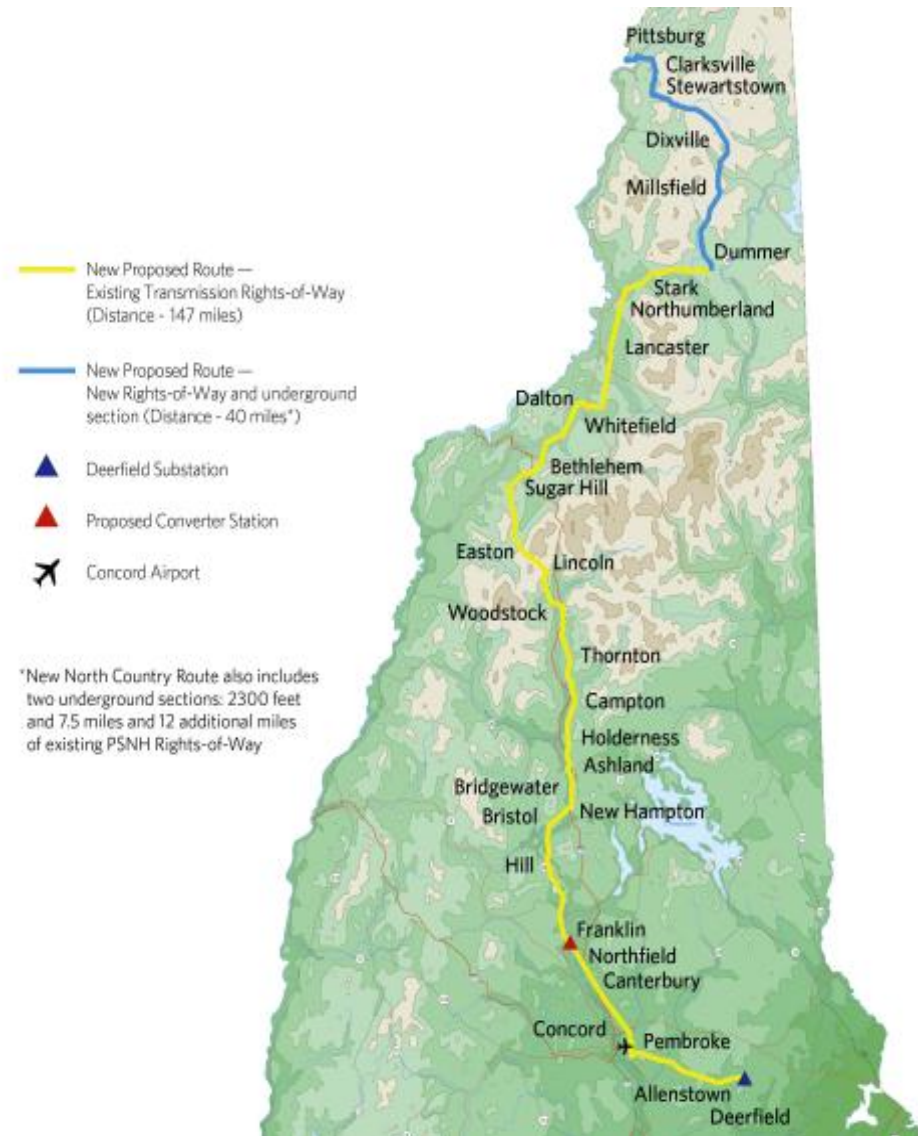 Pittsburg
Clarksville
Stewartstown
Dixville
Millsfield
Dummer
New Proposed Route —
Existing Transmission Rights-of-Way
(Distance - 147 miles)
Stark
Northumberland
Lancaster
New Proposed Route —
New Rights-of-Way and underground
section (Distance - 40 miles*)
Dalton
Whitefield
Deerfield Substation
Bethlehem
Sugar Hill
Proposed Converter Station
Easton
Lincoln
Concord Airport
Woodstock
Thornton
*New North Country Route also includes
two underground sections: 2300 feet
and 7.5 miles and 12 additional miles
of existing PSNH Rights-of-Way
Campton
Holderness
Ashland
Bridgewater
Bristol
New Hampton
Hill
Franklin
Northfield
Canterbury
Concord
Pembroke
Allenstown
Deerfield